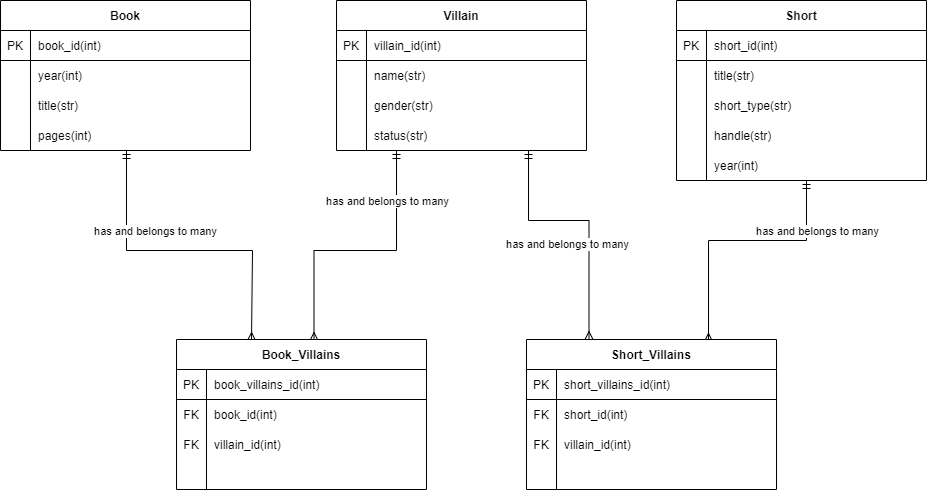 Book
PK book_id(int)
year(int)
title(str)
pages(int)
Villain
PK villain_id(int)
name(str)
gender(str)
status(str)
Short
PK short_id(int)
title(str)
short_type(str)
handle(str)
year(int)
has and belongs to many
has and belongs to many
has and belongs to many
has and belongs to many
Book_Villains
PK book_villains_id(int)
FK book_id(int)
FK villain_id(int)
Short_Villains
PK short_villains_id(int)
FK short_id(int)
FK villain_id(int)